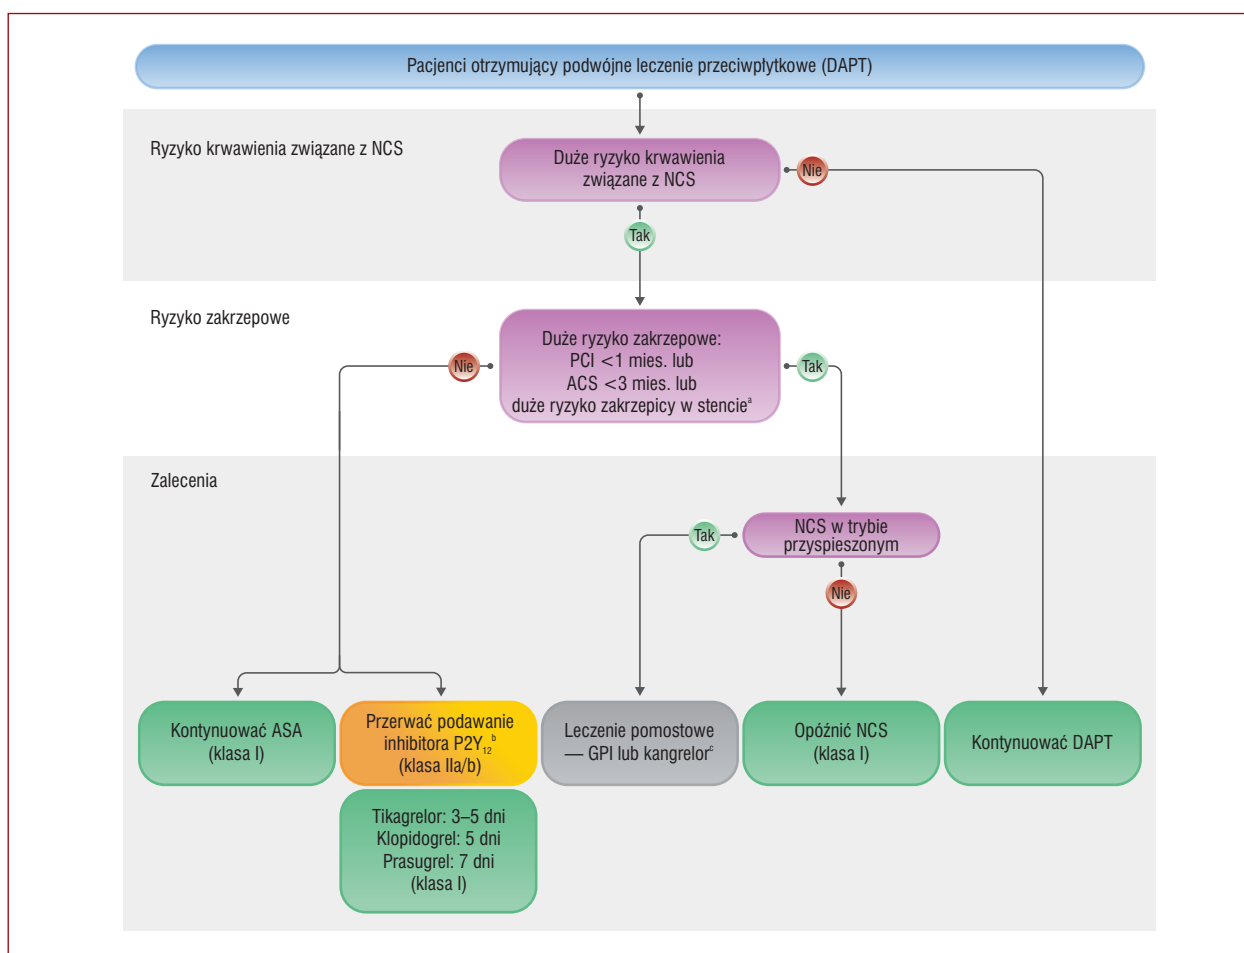 Pacjenci otrzymujący podwójne leczenie przeciwpłytkowe (DAPT)
Ryzyko krwawienia związane z NCS
Duże ryzyko krwawienia
związane z NCS
Nie
Tak
Ryzyko zakrzepowe
Duże ryzyko zakrzepowe:
PCI <1 mies. lub
ACS <3 mies. lub
duże ryzyko zakrzepicy w stencieᵃ
Nie
Tak
Zalecenia
NCS w trybie
przyspieszonym
Tak
Nie
Kontynuować ASA
(klasa I)
Przerwać podawanie
inhibitora P2Y₁₂ᵇ
(klasa IIa/b)
Tikagrelor: 3–5 dni
Klopidogrel: 5 dni
Prasugrel: 7 dni
(klasa I)
Leczenie pomostowe
— GPI lub kangrelorᶜ
Opóźnić NCS
(klasa I)
Kontynuować DAPT